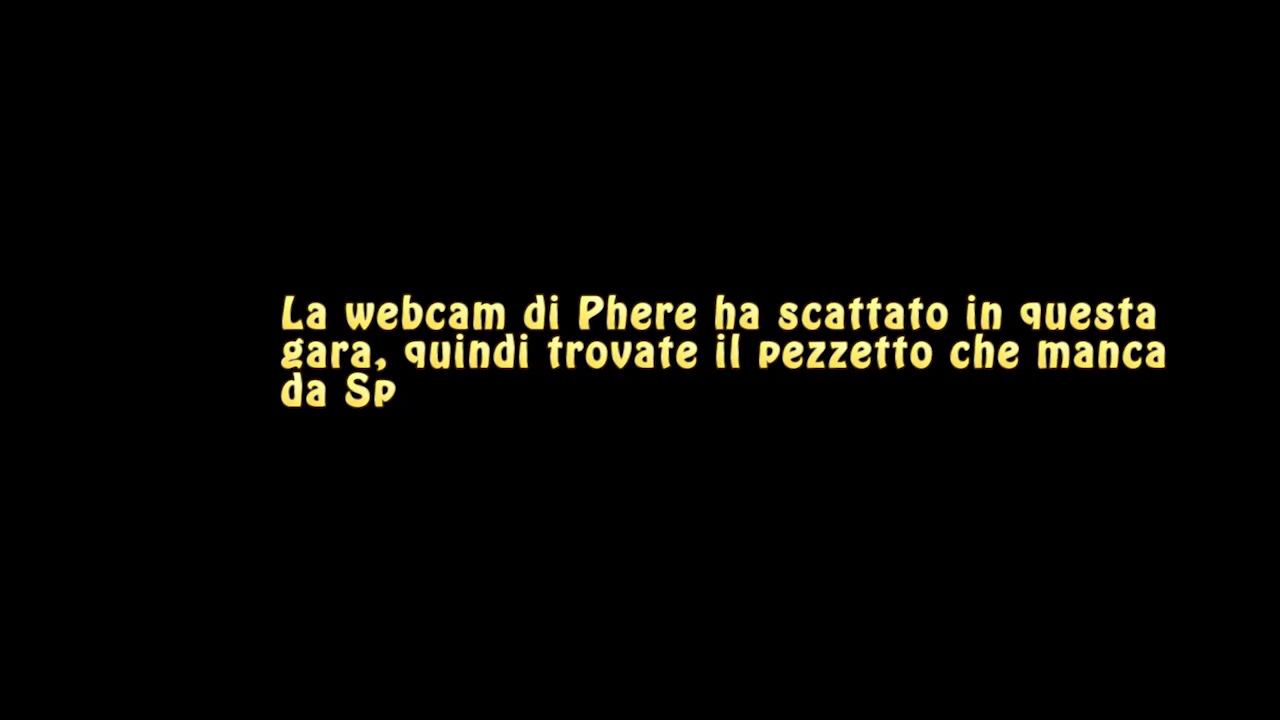 La webcam di Phere ha scattato in questa
gara, quindi trovate il pezzetto che manca
da Sp